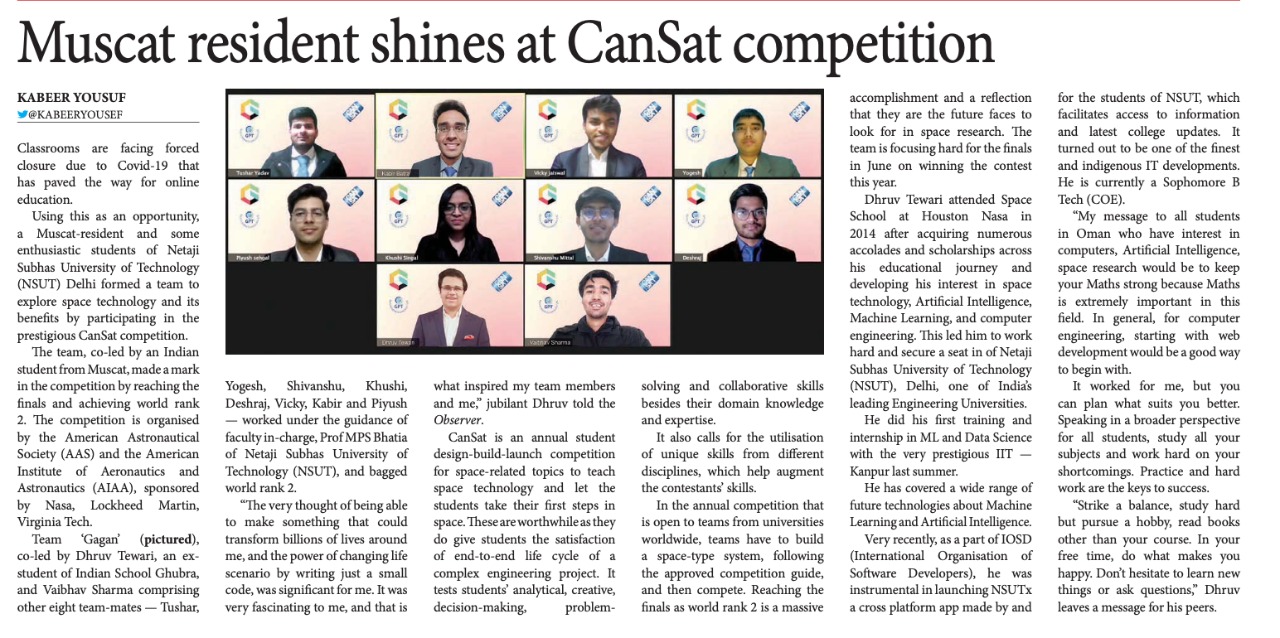 Muscat resident shines at CanSat competition
KABEER YOUSUF
@KABEERYOUSEF
Classrooms are facing forced
closure due to Covid-19 that
has paved the way for online
education.
Using this as an opportunity,
a Muscat-resident and some
enthusiastic students of Netaji
Subhas University of Technology
(NSUT) Delhi formed a team to
explore space technology and its
benefits by participating in the
prestigious CanSat competition.
The team, co-led by an Indian
student from Muscat, made a mark
in the competition by reaching the
finals and achieving world rank
2. The competition is organised
by the American Astronautical
Society (AAS) and the American
Institute of Aeronautics and
Astronautics (AIAA), sponsored
by Nasa, Lockheed Martin,
Virginia Tech.
Team ‘Gagan’ (pictured),
co-led by Dhruv Tewari, an ex-
student of Indian School Ghubra,
and Vaibhav Sharma comprising
other eight team-mates — Tushar,
Tushar Yadav
Kabir Batra
Vicky Jaiswal
Yogesh
Piyush sehgal
Khushi Singal
Shivanshu Mittal
Deshraj
Dhruv Tewari
Vaibhav Sharma
Yogesh, Shivanshu, Khushi,
Deshraj, Vicky, Kabir and Piyush
— worked under the guidance of
faculty in-charge, Prof MPS Bhatia
of Netaji Subhas University of
Technology (NSUT), and bagged
world rank 2.
“The very thought of being able
to make something that could
transform billions of lives around
me, and the power of changing life
scenario by writing just a small
code, was significant for me. It was
very fascinating to me, and that is
what inspired my team members
and me,” jubilant Dhruv told the
Observer.
CanSat is an annual student
design-build-launch competition
for space-related topics to teach
space technology and let the
students take their first steps in
space. These are worthwhile as they
do give students the satisfaction
of end-to-end life cycle of a
complex engineering project. It
tests students’ analytical, creative,
decision-making, problem-
solving and collaborative skills
besides their domain knowledge
and expertise.
It also calls for the utilisation
of unique skills from different
disciplines, which help augment
the contestants’ skills.
In the annual competition that
is open to teams from universities
worldwide, teams have to build
a space-type system, following
the approved competition guide,
and then compete. Reaching the
finals as world rank 2 is a massive
accomplishment and a reflection
that they are the future faces to
look for in space research. The
team is focusing hard for the finals
in June on winning the contest
this year.
Dhruv Tewari attended Space
School at Houston Nasa in
2014 after acquiring numerous
accolades and scholarships across
his educational journey and
developing his interest in space
technology, Artificial Intelligence,
Machine Learning, and computer
engineering. This led him to work
hard and secure a seat in of Netaji
Subhas University of Technology
(NSUT), Delhi, one of India’s
leading Engineering Universities.
He did his first training and
internship in ML and Data Science
with the very prestigious IIT —
Kanpur last summer.
He has covered a wide range of
future technologies about Machine
Learning and Artificial Intelligence.
Very recently, as a part of IOSD
(International Organisation of
Software Developers), he was
instrumental in launching NSUTx
a cross platform app made by and
for the students of NSUT, which
facilitates access to information
and latest college updates. It
turned out to be one of the finest
and indigenous IT developments.
He is currently a Sophomore B
Tech (COE).
“My message to all students
in Oman who have interest in
computers, Artificial Intelligence,
space research would be to keep
your Maths strong because Maths
is extremely important in this
field. In general, for computer
engineering, starting with web
development would be a good way
to begin with.
It worked for me, but you
can plan what suits you better.
Speaking in a broader perspective
for all students, study all your
subjects and work hard on your
shortcomings. Practice and hard
work are the keys to success.
“Strike a balance, study hard
but pursue a hobby, read books
other than your course. In your
free time, do what makes you
happy. Don’t hesitate to learn new
things or ask questions,” Dhruv
leaves a message for his peers.